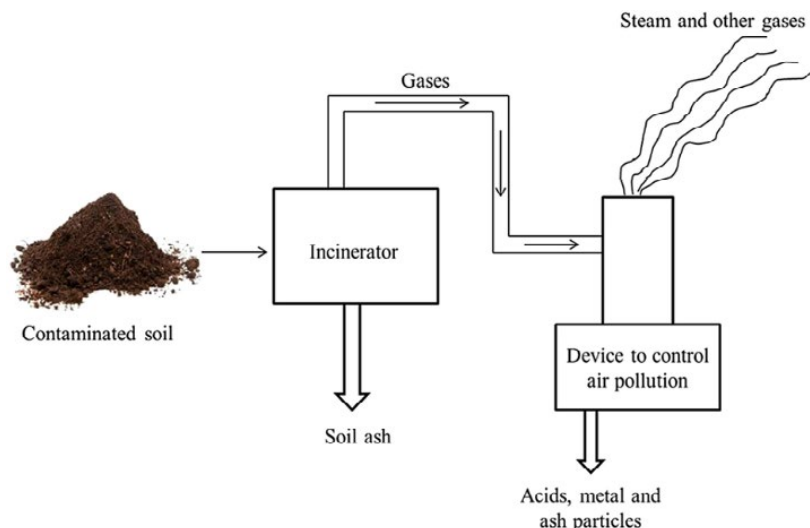 Steam and other gases
Gases
Incinerator
Contaminated soil
Device to control
air pollution
Soil ash
Acids, metal and
ash particles